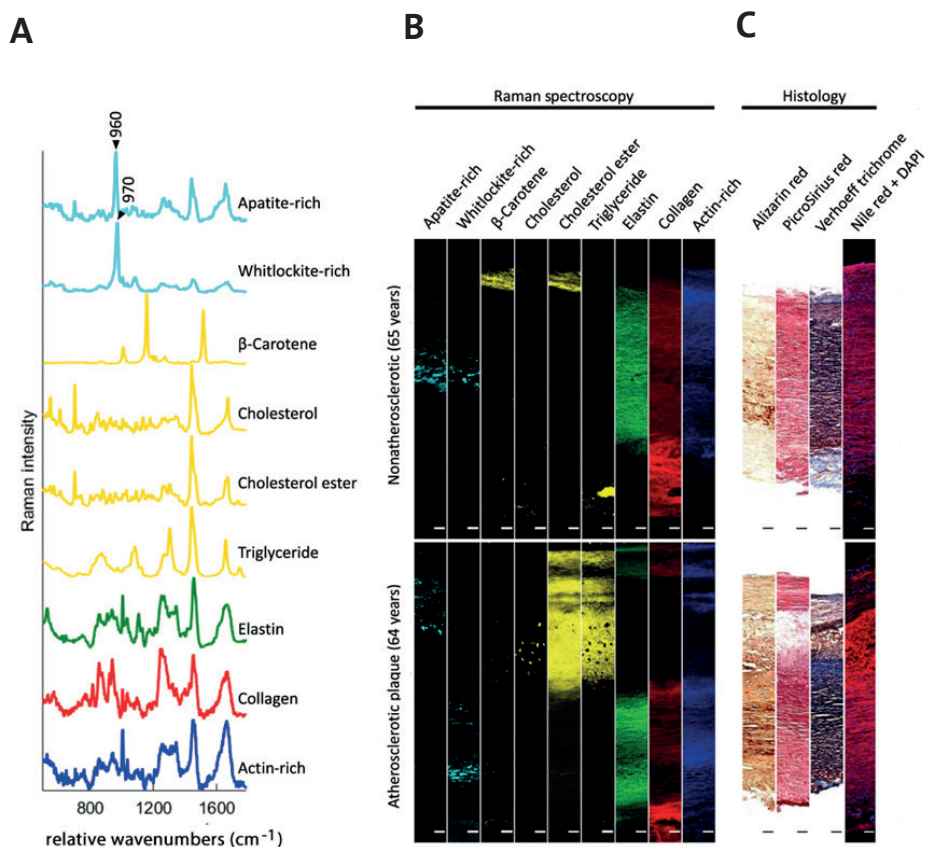 A
B
C
Raman spectroscopy
Histology
960
970
Apatite-rich
Whitlockite-rich
β-Carotene
Cholesterol
Cholesterol ester
Triglyceride
Elastin
Collagen
Actin-rich
Raman intensity
800
1200
1600
relative wavenumbers (cm⁻¹)
Apatite-rich
Whitlockite-rich
β-Carotene
Cholesterol
Cholesterol ester
Triglyceride
Elastin
Collagen
Actin-rich
Alizarin red
PicroSirius red
Verhoeff trichrome
Nile red + DAPI
Nonatherosclerotic (65 years)
Atherosclerotic plaque (64 years)